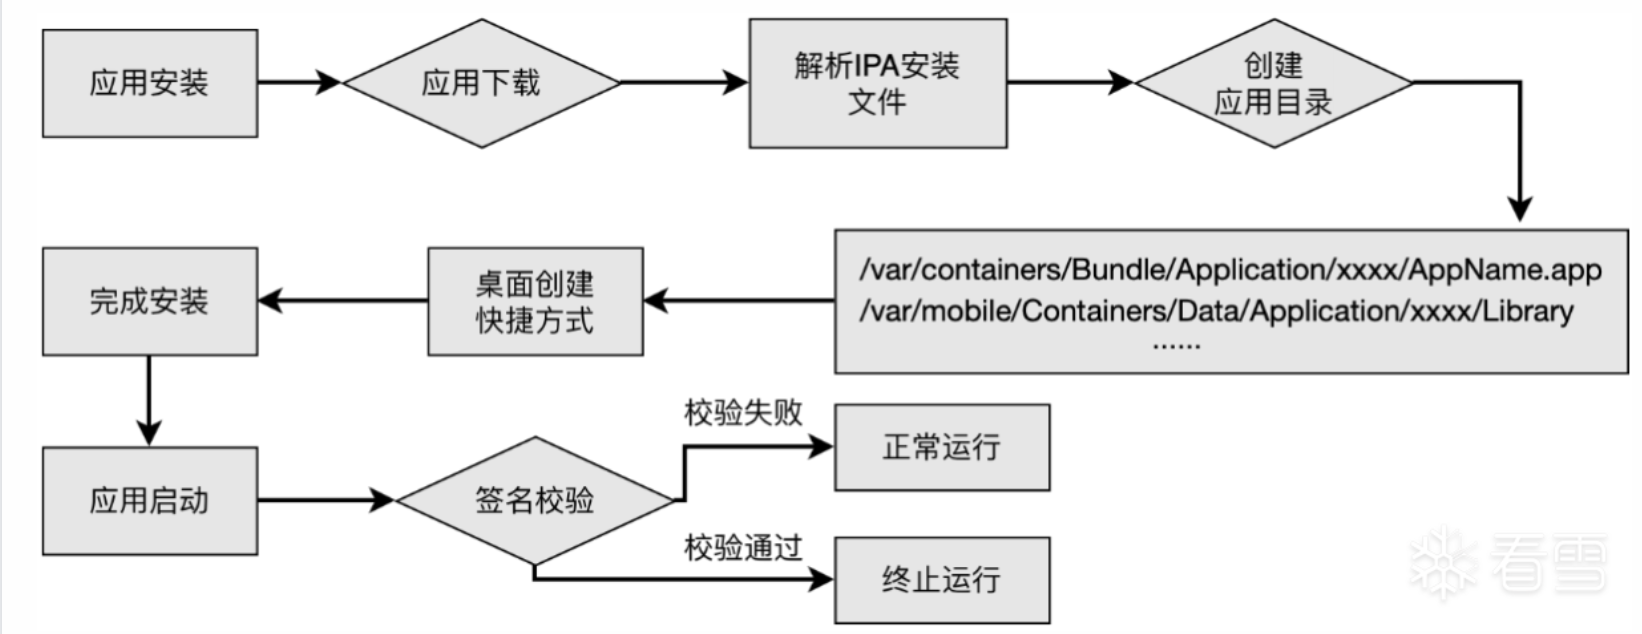 应用安装
应用下载
解析IPA安装
文件
创建
应用目录
/var/containers/Bundle/Application/xxxx/AppName.app
/var/mobile/Containers/Data/Application/xxxx/Library
......
桌面创建
快捷方式
完成安装
应用启动
签名校验
校验失败
正常运行
校验通过
终止运行
看雪